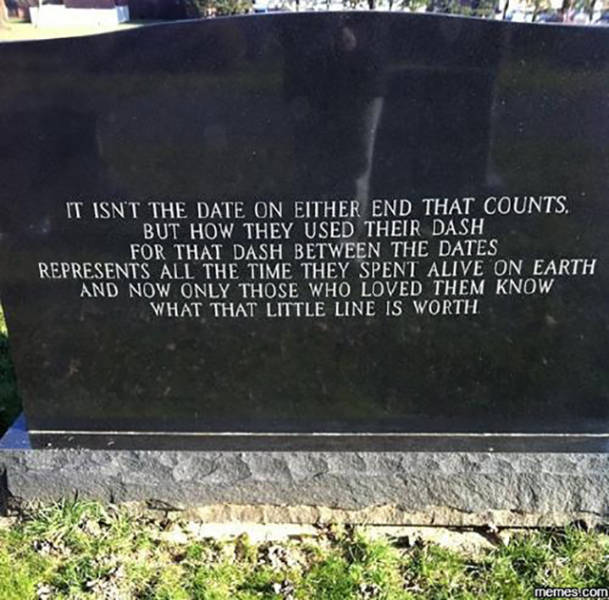 IT ISN'T THE DATE ON EITHER END THAT COUNTS,
BUT HOW THEY USED THEIR DASH
FOR THAT DASH BETWEEN THE DATES
REPRESENTS ALL THE TIME THEY SPENT ALIVE ON EARTH
AND NOW ONLY THOSE WHO LOVED THEM KNOW
WHAT THAT LITTLE LINE IS WORTH.
memes.com